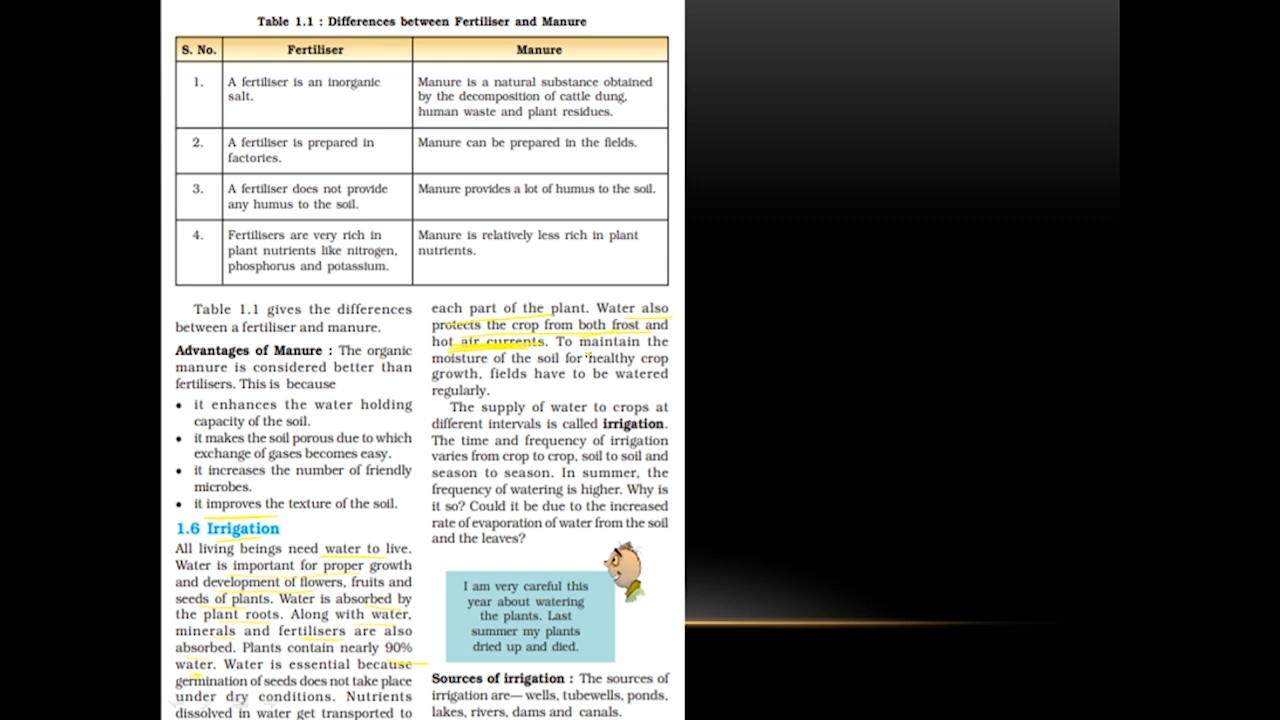 Table 1.1 : Differences between Fertiliser and Manure
S. No. Fertiliser Manure
1. A fertiliser is an inorganic
salt.
Manure is a natural substance obtained
by the decomposition of cattle dung,
human waste and plant residues.
2. A fertiliser is prepared in
factories.
Manure can be prepared in the fields.
3. A fertiliser does not provide
any humus to the soil.
Manure provides a lot of humus to the soil.
4. Fertilisers are very rich in
plant nutrients like nitrogen,
phosphorus and potassium.
Manure is relatively less rich in plant
nutrients.
Table 1.1 gives the differences
between a fertiliser and manure.
Advantages of Manure : The organic
manure is considered better than
fertilisers. This is because
• it enhances the water holding
capacity of the soil.
• it makes the soil porous due to which
exchange of gases becomes easy.
• it increases the number of friendly
microbes.
• it improves the texture of the soil.
1.6 Irrigation
All living beings need water to live.
Water is important for proper growth
and development of flowers, fruits and
seeds of plants. Water is absorbed by
the plant roots. Along with water,
minerals and fertilisers are also
absorbed. Plants contain nearly 90%
water. Water is essential because
germination of seeds does not take place
under dry conditions. Nutrients
dissolved in water get transported to
each part of the plant. Water also
protects the crop from both frost and
hot air currents. To maintain the
moisture of the soil for healthy crop
growth, fields have to be watered
regularly.
The supply of water to crops at
different intervals is called irrigation.
The time and frequency of irrigation
varies from crop to crop, soil to soil and
season to season. In summer, the
frequency of watering is higher. Why is
it so? Could it be due to the increased
rate of evaporation of water from the soil
and the leaves?
I am very careful this
year about watering
the plants. Last
summer my plants
dried up and died.
Sources of irrigation : The sources of
irrigation are— wells, tubewells, ponds,
lakes, rivers, dams and canals.